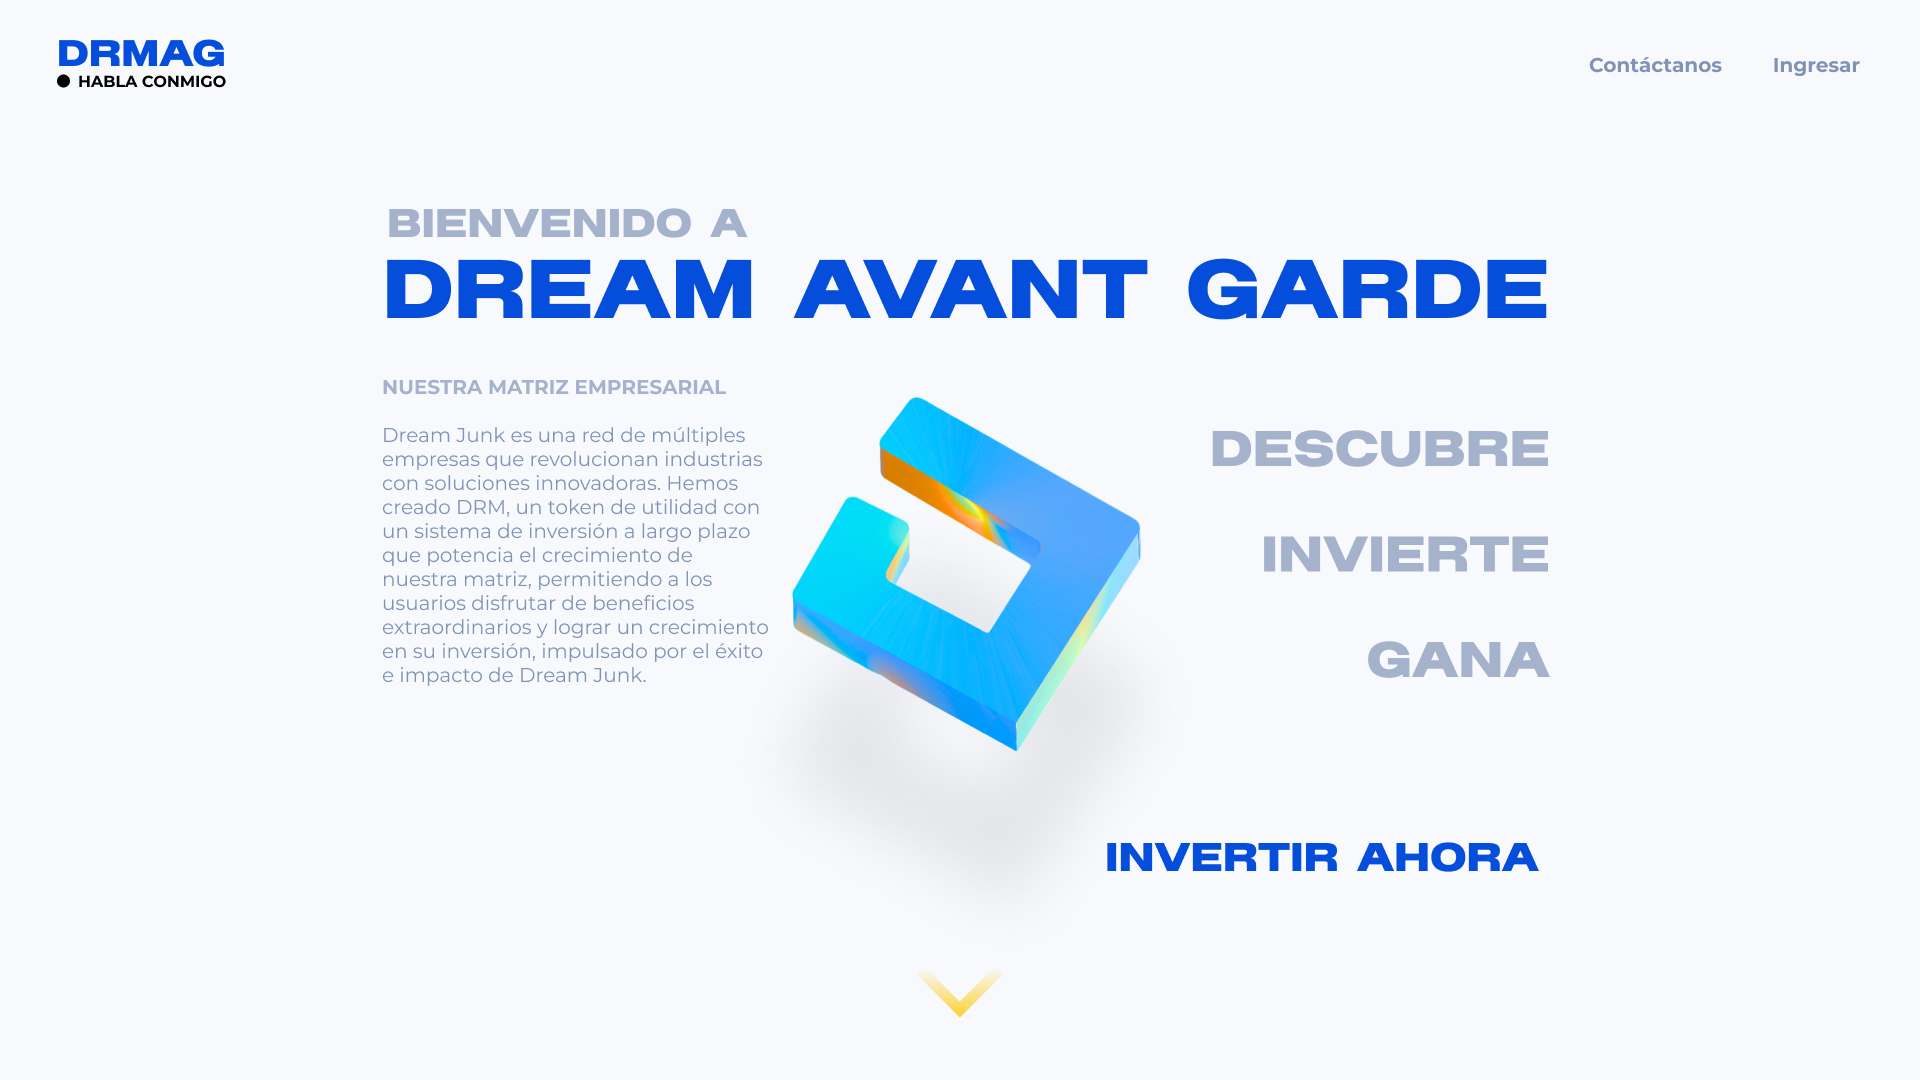 DRMAG
HABLA CONMIGO
Contáctanos
Ingresar
BIENVENIDO A
DREAM AVANT GARDE
NUESTRA MATRIZ EMPRESARIAL
Dream Junk es una red de múltiples
empresas que revolucionan industrias
con soluciones innovadoras. Hemos
creado DRM, un token de utilidad con
un sistema de inversión a largo plazo
que potencia el crecimiento de
nuestra matriz, permitiendo a los
usuarios disfrutar de beneficios
extraordinarios y lograr un crecimiento
en su inversión, impulsado por el éxito
e impacto de Dream Junk.
DESCUBRE
INVIERTE
GANA
INVERTIR AHORA